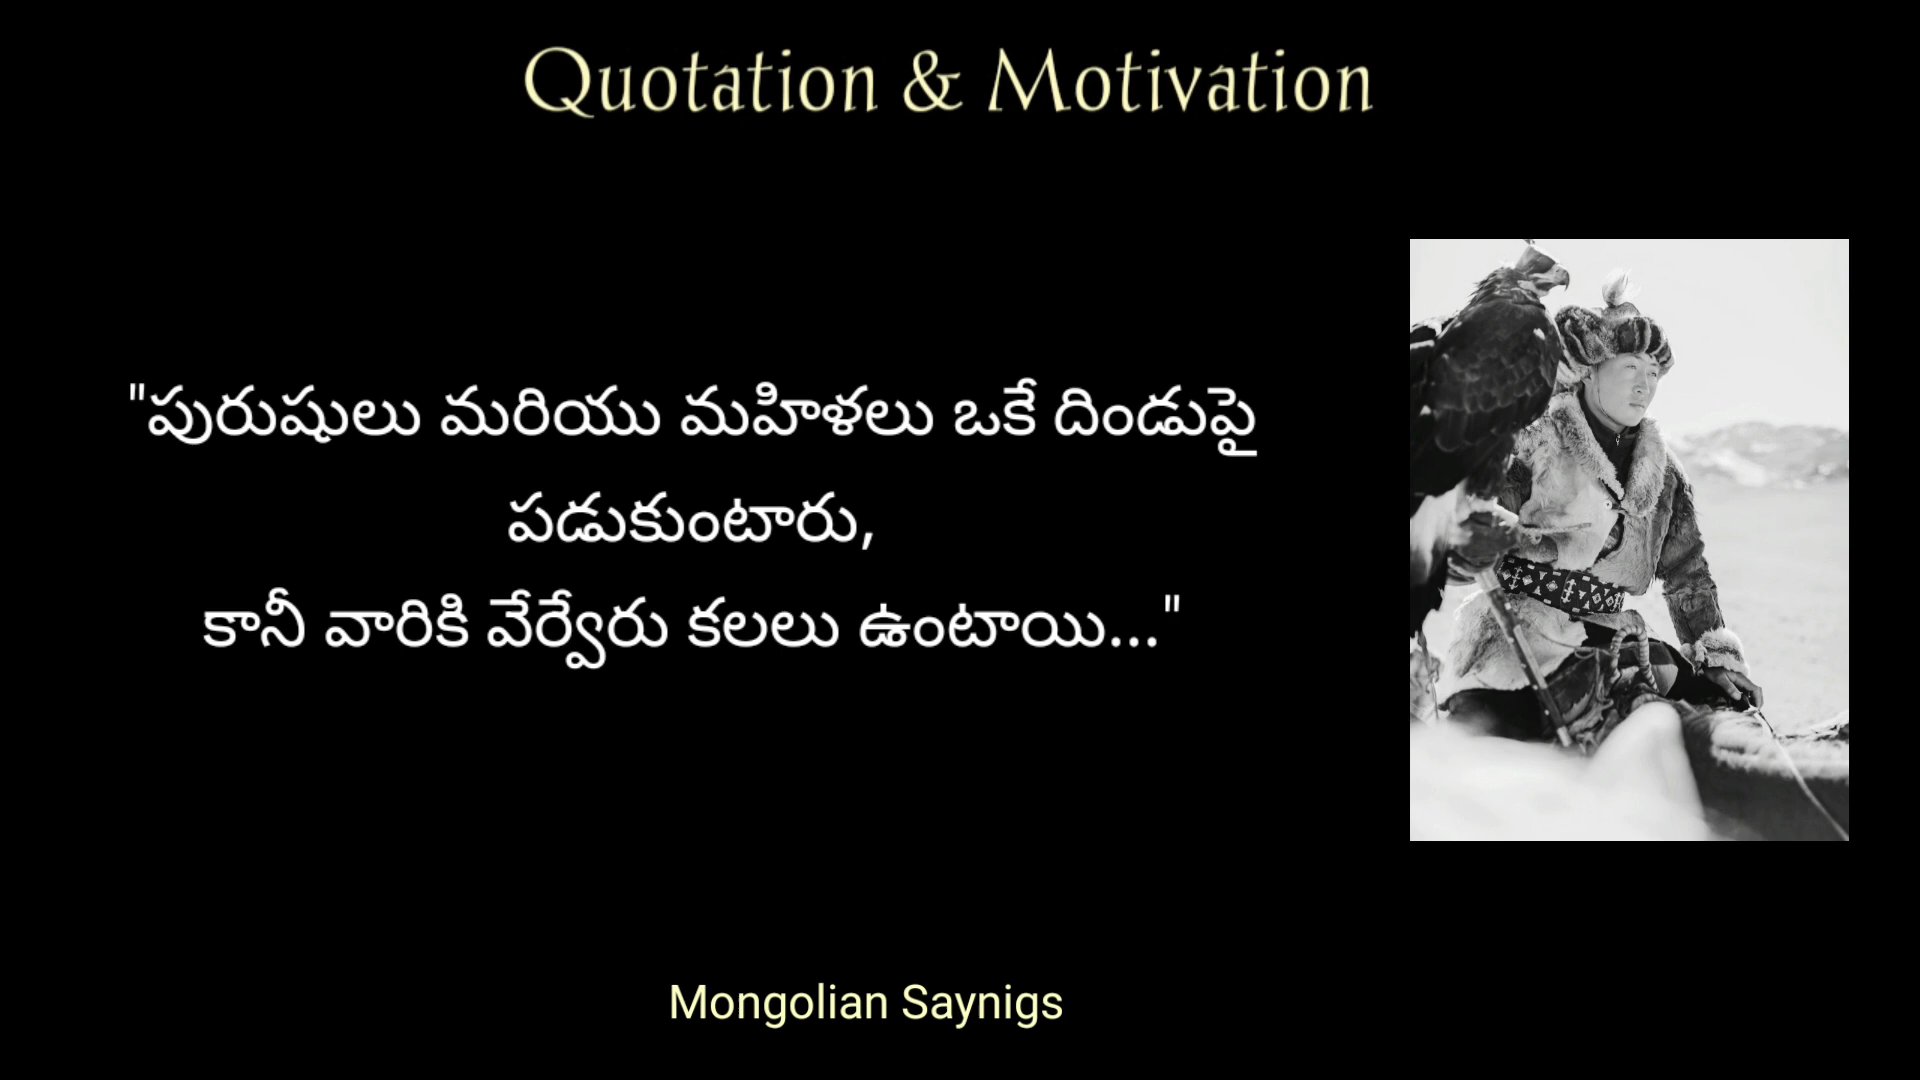 Quotation & Motivation
"పురుషులు మరియు మహిళలు ఒకే దిండుపై
పడుకుంటారు,
కానీ వారికి వేర్వేరు కలలు ఉంటాయి..."
Mongolian Saynigs